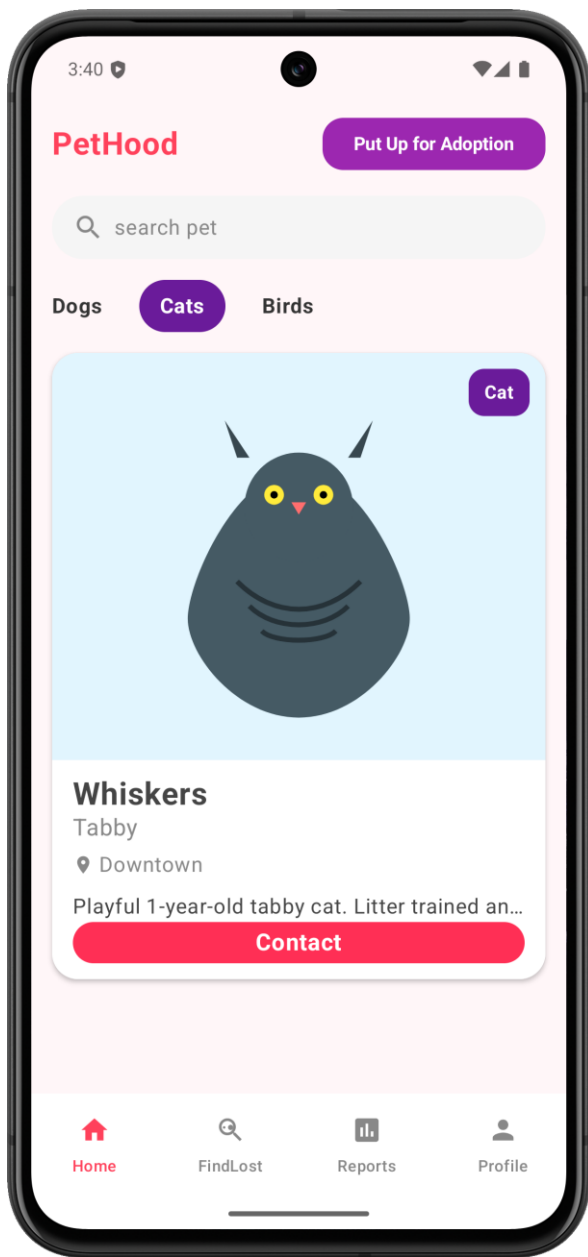 3:40
PetHood
Put Up for Adoption
search pet
Dogs Cats Birds
Cat
Whiskers
Tabby
Downtown
Playful 1-year-old tabby cat. Litter trained an...
Contact
Home FindLost Reports Profile